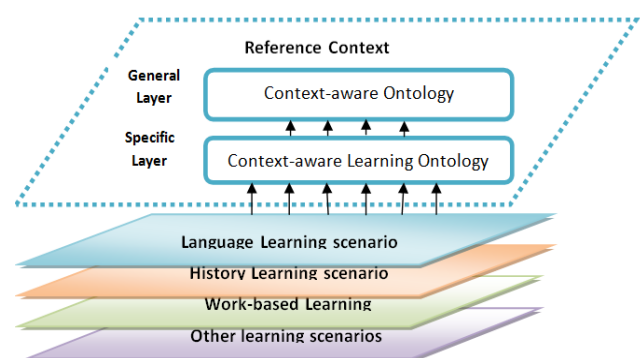 Reference Context
General
Layer
Context-aware Ontology
Specific
Layer
Context-aware Learning Ontology
Language Learning scenario
History Learning scenario
Work-based Learning
Other learning scenarios